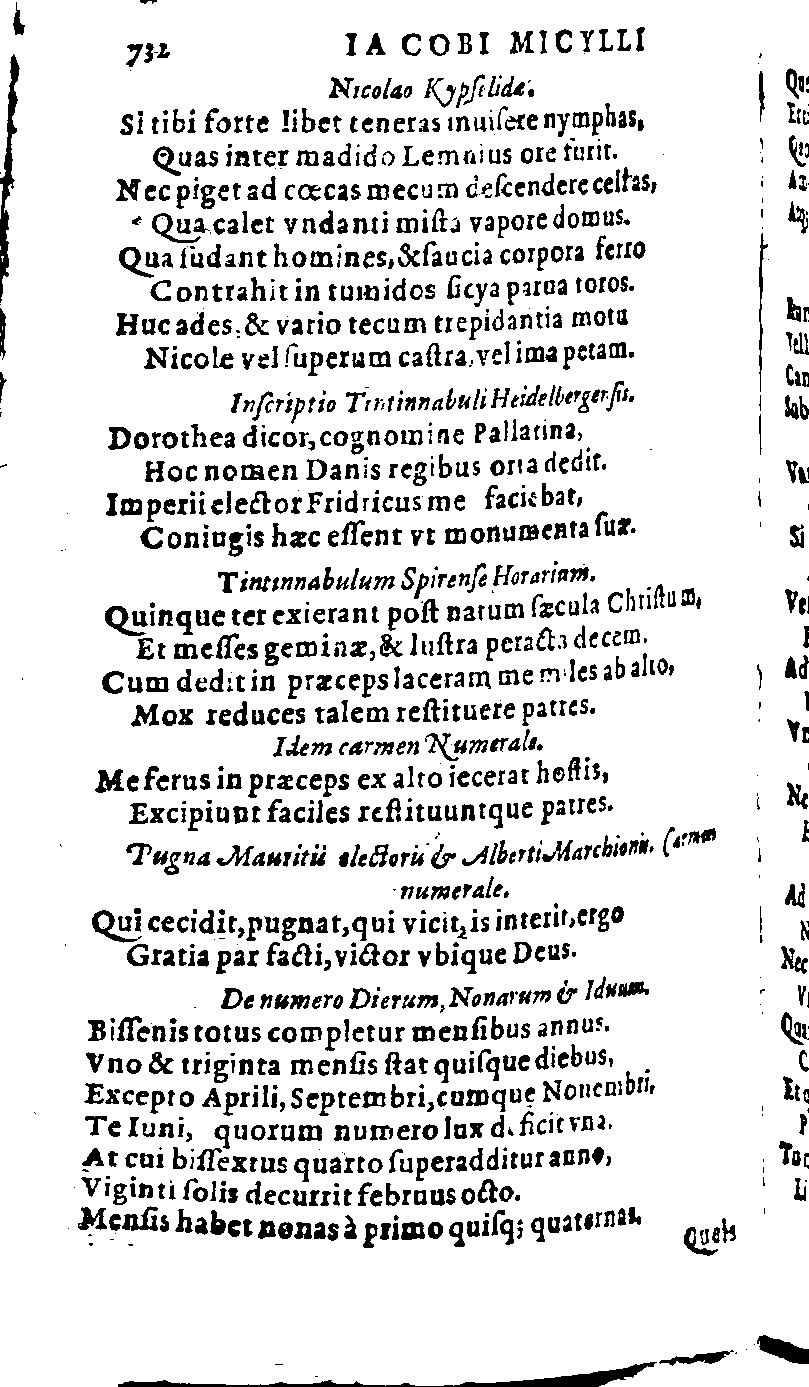 732 IACOBI MICYLLI
Nicolao Kypſelidæ.
Si tibi forte libet teneras inuiſere nymphas,
Quas inter madido Lemnius ore furit.
Nec piget ad cœcas mecum deſcendere cellas,
Qua calet vndanti miſta vapore domus.
Qua ſudant homines, & ſaucia corpora ferro
Contrahit in tumidos ſicya parua toros.
Huc ades, & vario tecum trepidantia motu
Nicole vel ſuperum caſtra, vel ima petam.
Inſcriptio Tintinnabuli Heidelbergenſis.
Dorothea dicor, cognomine Pallatina,
Hoc nomen Danis regibus orta dedit.
Imperii elector Fridricus me faciebat,
Coniugis hæc eſſent vt monumenta ſuæ.
Tintinnabulum Spirenſe Horarium.
Quinque ter exierant poſt natum ſæcula Chriſtum,
Et meſſes geminæ, & luſtra peracta decem.
Cum dedit in præceps laceram me miles ab alto,
Mox reduces talem reſtituere patres.
Idem carmen Numerale.
Me ferus in præceps ex alto iecerat hoſtis,
Excipiunt faciles reſtituuntque patres.
Pugna Mauritii electoris & Alberti Marchionis. Carmen
numerale.
Qui cecidit, pugnat, qui vicit, is interit, ergo
Gratia par facti, victor vbique Deus.
De numero Dierum, Nonarum & Iduum.
Biſſenis totus completur menſibus annus.
Vno & triginta menſis ſtat quiſque diebus,
Excepto Aprili, Septembri, cumque Nouembri,
Te Iuni, quorum numero lux deficit vna.
At cui biſſextus quarto ſuperadditur anno,
Viginti ſolis decurrit februus octo.
Menſis habet nonas à primo quiſq; quaternas,
Queis